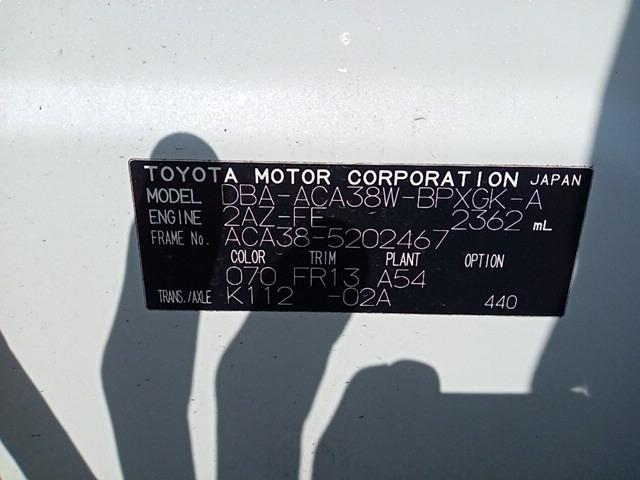 TOYOTA MOTOR CORPORATION JAPAN
MODEL DBA-ACA38W-BPXGK-A
ENGINE 2AZ-FE 2362 mL
FRAME No. ACA38-5202467
COLOR TRIM PLANT OPTION
070 FR13 A54
TRANS./AXLE K112 -02A 440